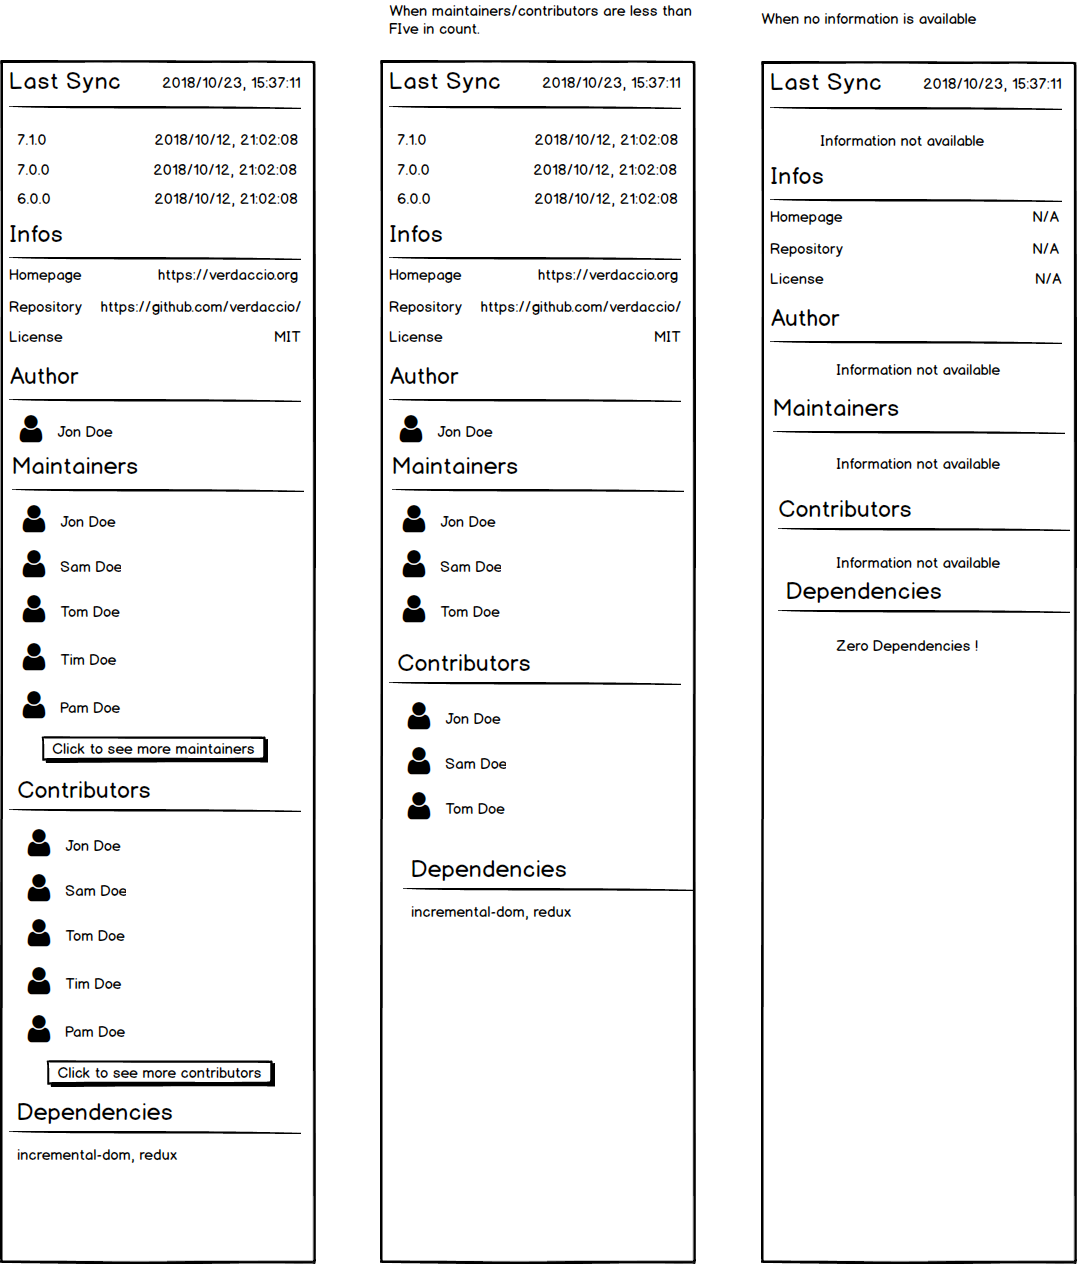 When maintainers/contributors are less than
FIve in count.
When no information is available
Last Sync 2018/10/23, 15:37:11
7.1.0 2018/10/12, 21:02:08
7.0.0 2018/10/12, 21:02:08
6.0.0 2018/10/12, 21:02:08
Infos
Homepage https://verdaccio.org
Repository https://github.com/verdaccio/
License MIT
Author
Jon Doe
Maintainers
Jon Doe
Sam Doe
Tom Doe
Tim Doe
Pam Doe
Click to see more maintainers
Contributors
Jon Doe
Sam Doe
Tom Doe
Tim Doe
Pam Doe
Click to see more contributors
Dependencies
incremental-dom, redux
Last Sync 2018/10/23, 15:37:11
7.1.0 2018/10/12, 21:02:08
7.0.0 2018/10/12, 21:02:08
6.0.0 2018/10/12, 21:02:08
Infos
Homepage https://verdaccio.org
Repository https://github.com/verdaccio/
License MIT
Author
Jon Doe
Maintainers
Jon Doe
Sam Doe
Tom Doe
Contributors
Jon Doe
Sam Doe
Tom Doe
Dependencies
incremental-dom, redux
Last Sync 2018/10/23, 15:37:11
Information not available
Infos
Homepage N/A
Repository N/A
License N/A
Author
Information not available
Maintainers
Information not available
Contributors
Information not available
Dependencies
Zero Dependencies !